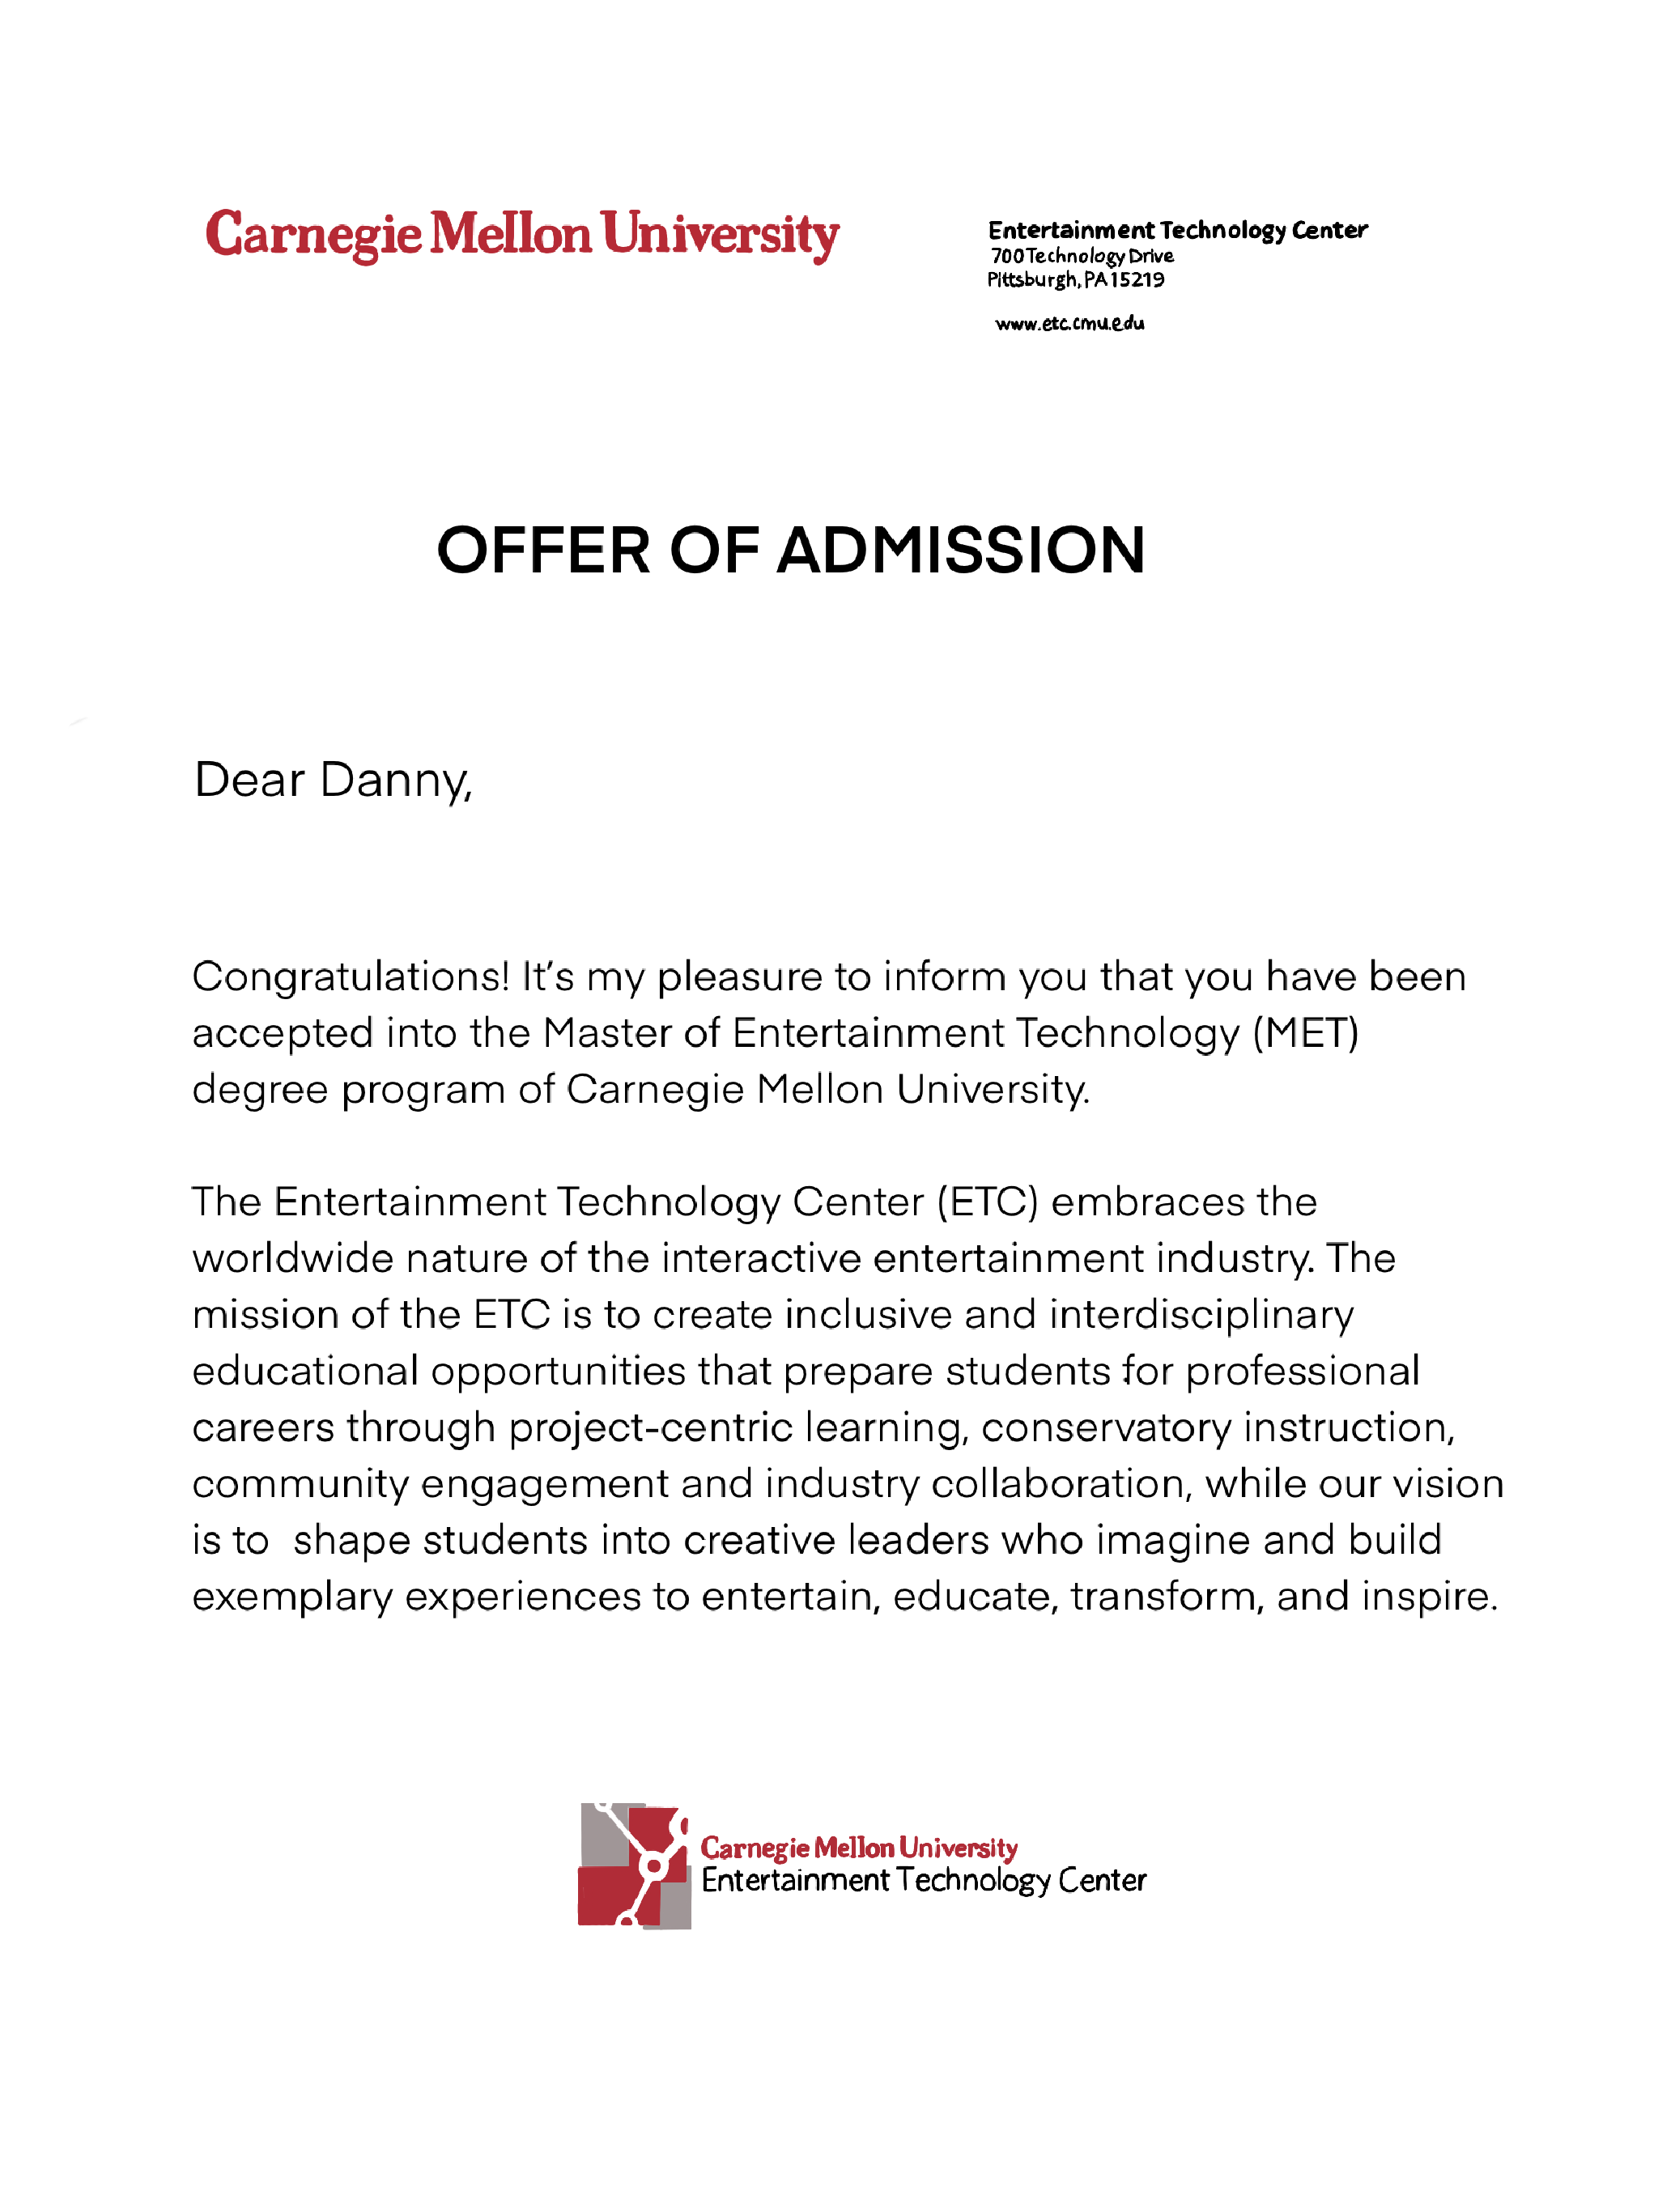 Carnegie Mellon University
Entertainment Technology Center
700 Technology Drive
Pittsburgh, PA 15219
www.etc.cmu.edu
OFFER OF ADMISSION
Dear Danny,
Congratulations! It's my pleasure to inform you that you have been
accepted into the Master of Entertainment Technology (MET)
degree program of Carnegie Mellon University.
The Entertainment Technology Center (ETC) embraces the
worldwide nature of the interactive entertainment industry. The
mission of the ETC is to create inclusive and interdisciplinary
educational opportunities that prepare students for professional
careers through project-centric learning, conservatory instruction,
community engagement and industry collaboration, while our vision
is to shape students into creative leaders who imagine and build
exemplary experiences to entertain, educate, transform, and inspire.
Carnegie Mellon University
Entertainment Technology Center